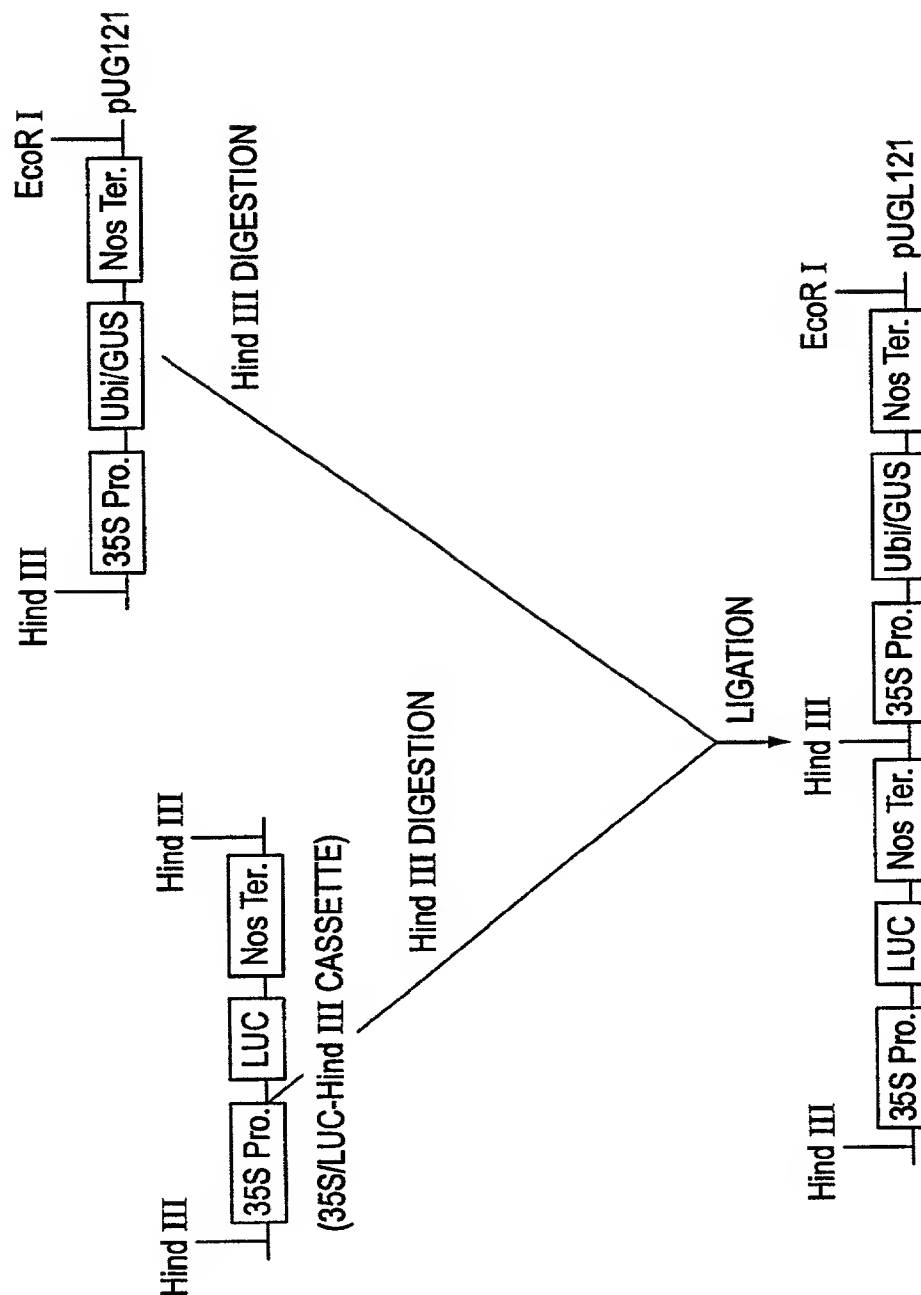 Hind III
35S Pro.
LUC
Nos Ter.
Hind III
(35S/LUC-Hind III CASSETTE)
Hind III DIGESTION
Hind III
35S Pro.
Ubi/GUS
Nos Ter.
EcoR I
pUG121
Hind III DIGESTION
LIGATION
Hind III
35S Pro.
LUC
Nos Ter.
Hind III
35S Pro.
Ubi/GUS
Nos Ter.
EcoR I
pUGL121